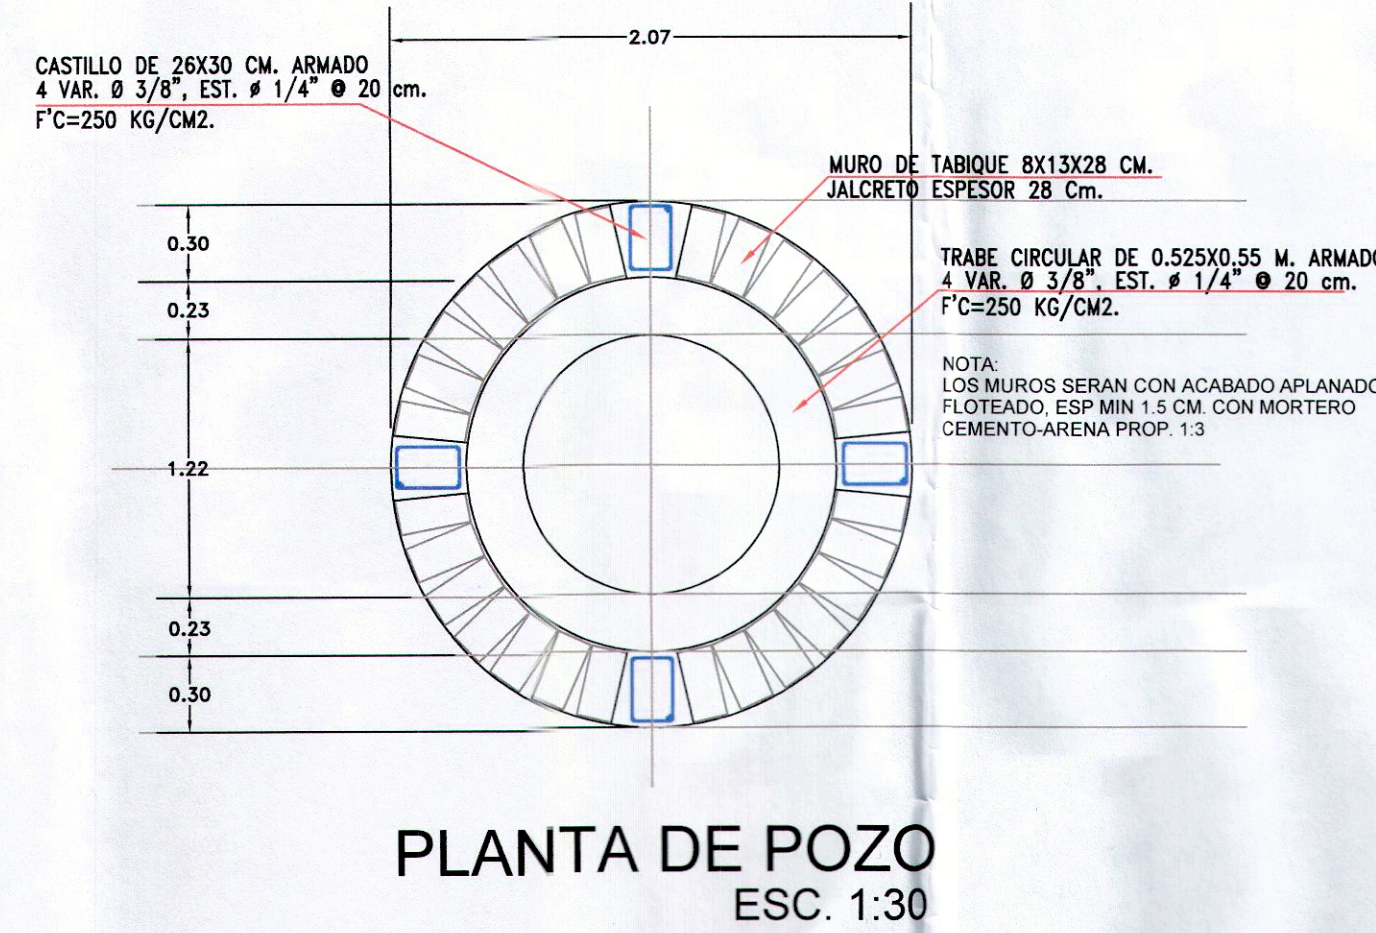 2.07
CASTILLO DE 26X30 CM. ARMADO
4 VAR. Ø 3/8", EST. ø 1/4" @ 20 cm.
F'C=250 KG/CM2.
MURO DE TABIQUE 8X13X28 CM.
JALCRETO ESPESOR 28 Cm.
TRABE CIRCULAR DE 0.525X0.55 M. ARMADO
4 VAR. Ø 3/8", EST. ø 1/4" @ 20 cm.
F'C=250 KG/CM2.
NOTA:
LOS MUROS SERAN CON ACABADO APLANADO
FLOTEADO, ESP MIN 1.5 CM. CON MORTERO
CEMENTO-ARENA PROP. 1:3
0.30
0.23
1.22
0.23
0.30
PLANTA DE POZO
ESC. 1:30